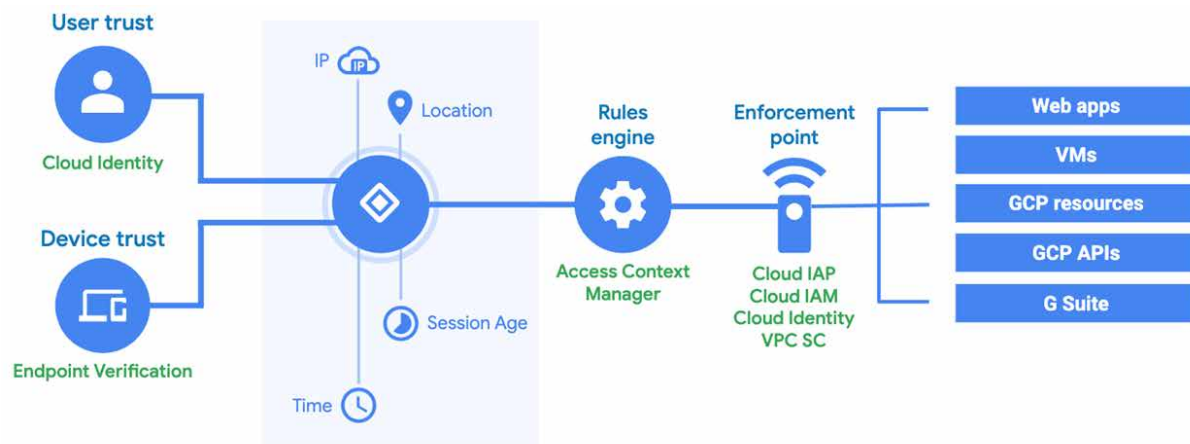 User trust
Cloud Identity
Device trust
Endpoint Verification
IP
IP
Location
Session Age
Time
Rules
engine
Access Context
Manager
Enforcement
point
Cloud IAP
Cloud IAM
Cloud Identity
VPC SC
Web apps
VMs
GCP resources
GCP APIs
G Suite